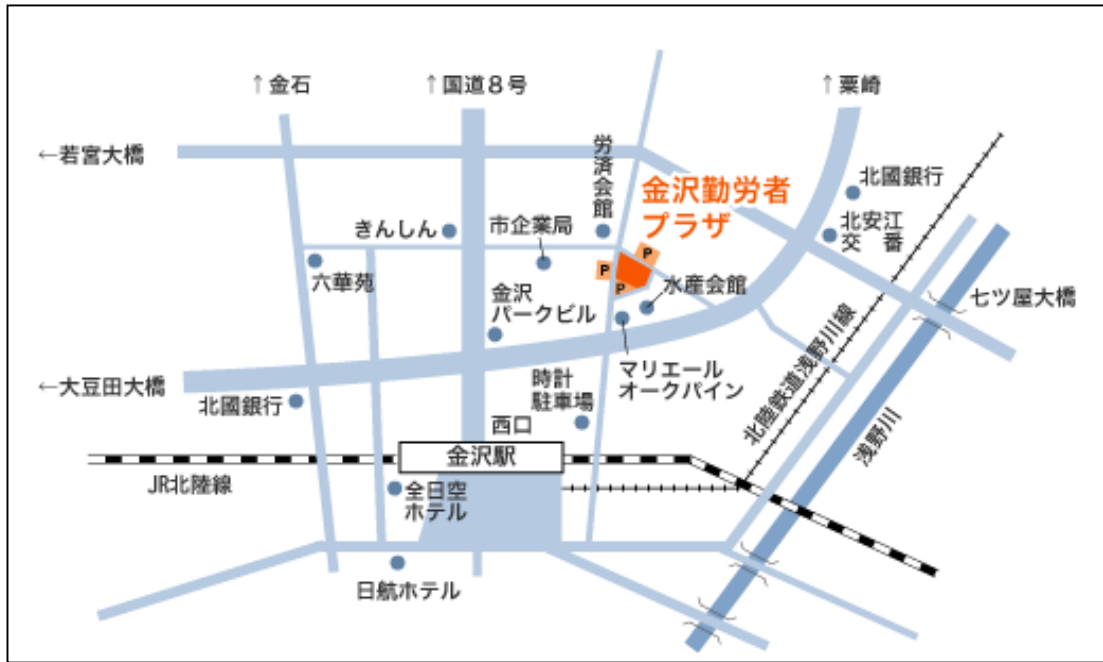 ↑金石
↑国道８号
↑粟崎
←若宮大橋
労済会館
金沢勤労者
プラザ
北國銀行
北安江
交番
きんしん
市企業局
六華苑
金沢
パークビル
P
P
P
水産会館
七ツ屋大橋
マリエール
オークパイン
←大豆田大橋
北國銀行
時計
駐車場
北陸鉄道浅野川線
浅野川
西口
金沢駅
JR北陸線
全日空
ホテル
日航ホテル